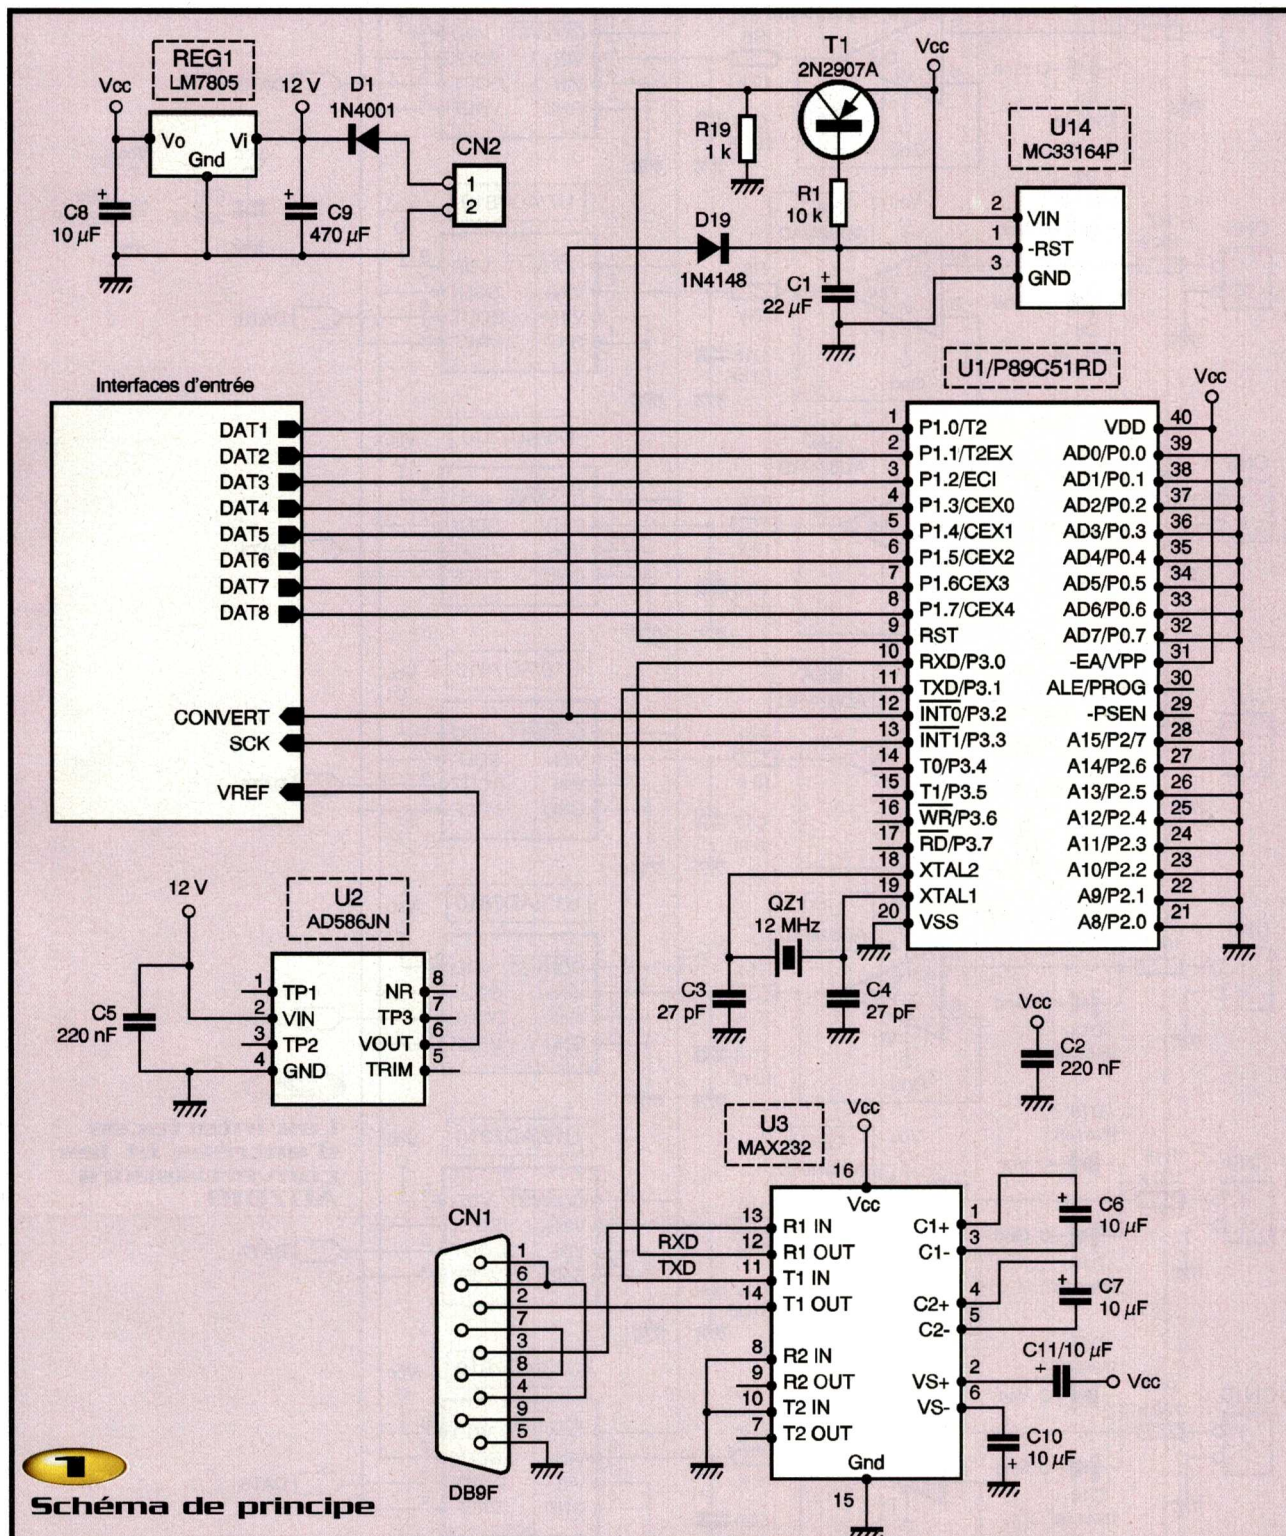 REG1
LM7805
Vcc
12 V
D1
1N4001
Vo
Vi
Gnd
CN2
1
2
C8
10 µF
+
C9
470 µF
+
T1
2N2907A
Vcc
R19
1 k
R1
10 k
D19
1N4148
C1
22 µF
+
U14
MC33164P
2 VIN
1 -RST
3 GND
Interfaces d'entrée
DAT1
DAT2
DAT3
DAT4
DAT5
DAT6
DAT7
DAT8
CONVERT
SCK
VREF
U1/P89C51RD
Vcc
1 P1.0/T2 VDD 40
2 P1.1/T2EX AD0/P0.0 39
3 P1.2/ECI AD1/P0.1 38
4 P1.3/CEX0 AD2/P0.2 37
5 P1.4/CEX1 AD3/P0.3 36
6 P1.5/CEX2 AD4/P0.4 35
7 P1.6CEX3 AD5/P0.5 34
8 P1.7/CEX4 AD6/P0.6 33
9 RST AD7/P0.7 32
10 RXD/P3.0 -EA/VPP 31
11 TXD/P3.1 ALE/PROG 30
12 INT0/P3.2 -PSEN 29
13 INT1/P3.3 A15/P2/7 28
14 T0/P3.4 A14/P2.6 27
15 T1/P3.5 A13/P2.5 26
16 WR/P3.6 A12/P2.4 25
17 RD/P3.7 A11/P2.3 24
18 XTAL2 A10/P2.2 23
19 XTAL1 A9/P2.1 22
20 VSS A8/P2.0 21
QZ1
12 MHz
C3
27 pF
C4
27 pF
Vcc
C2
220 nF
12 V
U2
AD586JN
C5
220 nF
1 TP1 NR 8
2 VIN TP3 7
3 TP2 VOUT 6
4 GND TRIM 5
U3
MAX232
Vcc
16
Vcc
13 R1 IN C1+ 1
RXD 12 R1 OUT C1- 3
TXD 11 T1 IN
14 T1 OUT C2+ 4
C2- 5
8 R2 IN
9 R2 OUT VS+ 2
10 T2 IN VS- 6
7 T2 OUT
Gnd
15
+
C6
10 µF
+
C7
10 µF
C11/10 µF
+
Vcc
C10
10 µF
+
CN1
1
6
2
7
3
8
4
9
5
DB9F
1
Schéma de principe